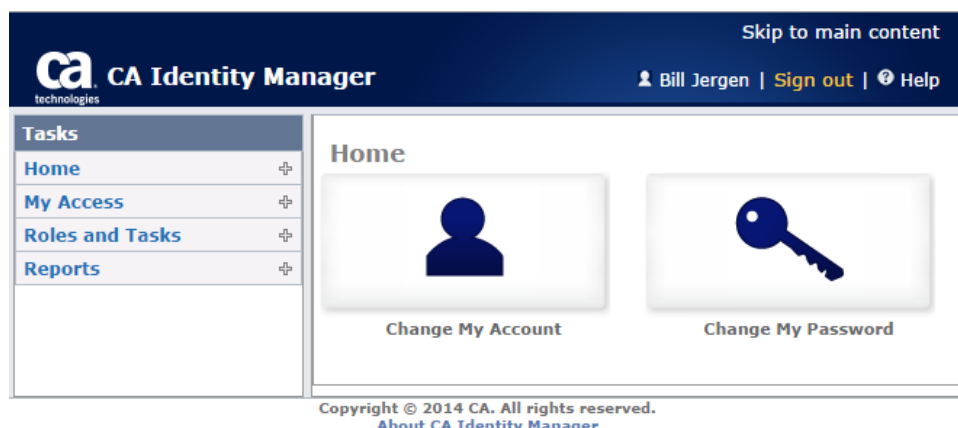 Skip to main content
ca technologies
CA Identity Manager
Bill Jergen | Sign out | Help
Tasks
Home
My Access
Roles and Tasks
Reports
Home
Change My Account
Change My Password
Copyright © 2014 CA. All rights reserved.
About CA Identity Manager